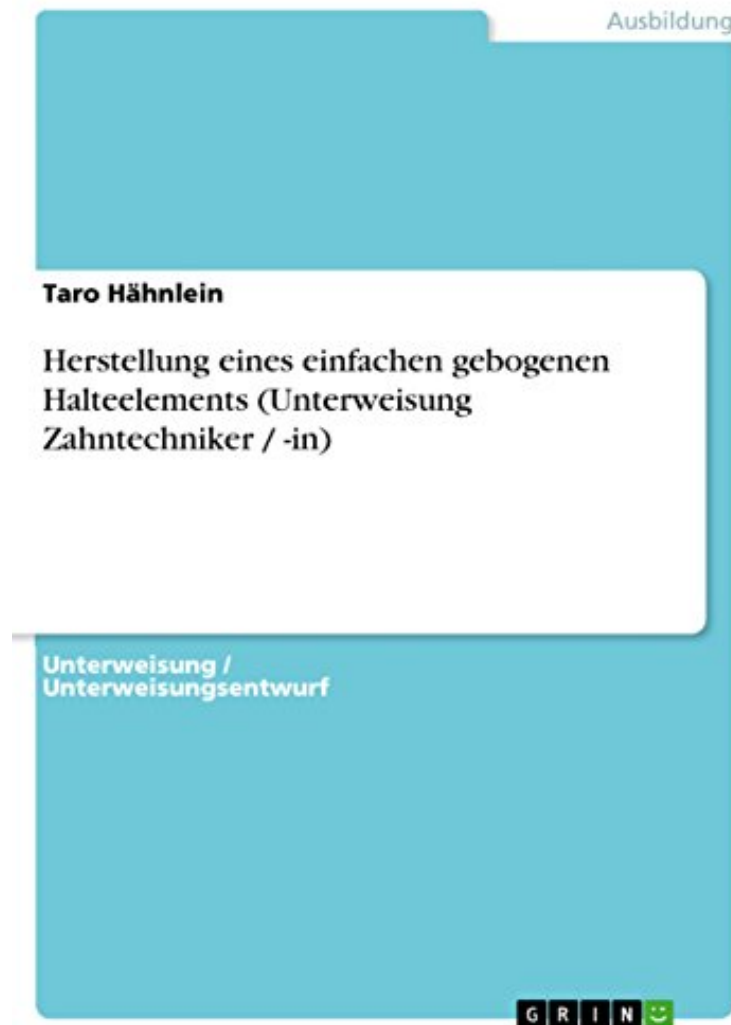 Ausbildung
Taro Hähnlein
Herstellung eines einfachen gebogenen
Halteelements (Unterweisung
Zahntechniker / -in)
Unterweisung /
Unterweisungsentwurf
GRIN